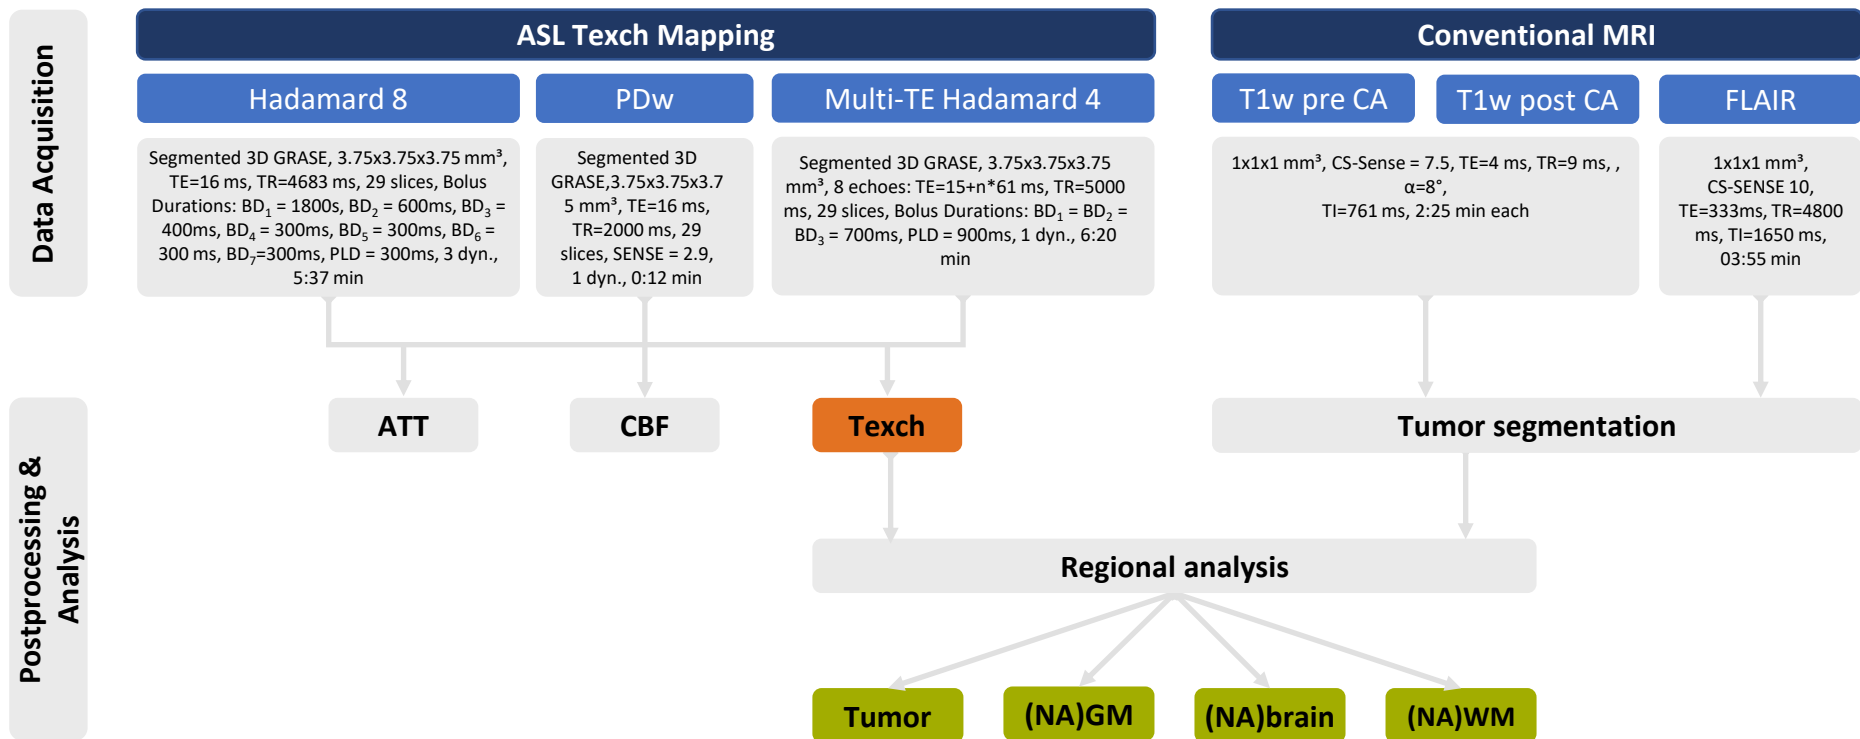 Data Acquisition
ASL Texch Mapping
Conventional MRI
Hadamard 8
PDw
Multi-TE Hadamard 4
T1w pre CA
T1w post CA
FLAIR
Segmented 3D GRASE, 3.75x3.75x3.75 mm³,
TE=16 ms, TR=4683 ms, 29 slices, Bolus
Durations: BD₁ = 1800s, BD₂ = 600ms, BD₃ =
400ms, BD₄ = 300ms, BD₅ = 300ms, BD₆ =
300 ms, BD₇=300ms, PLD = 300ms, 3 dyn.,
5:37 min
Segmented 3D
GRASE,3.75x3.75x3.7
5 mm³, TE=16 ms,
TR=2000 ms, 29
slices, SENSE = 2.9,
1 dyn., 0:12 min
Segmented 3D GRASE, 3.75x3.75x3.75
mm³, 8 echoes: TE=15+n*61 ms, TR=5000
ms, 29 slices, Bolus Durations: BD₁ = BD₂ =
BD₃ = 700ms, PLD = 900ms, 1 dyn., 6:20
min
1x1x1 mm³, CS-Sense = 7.5, TE=4 ms, TR=9 ms, ,
α=8°,
TI=761 ms, 2:25 min each
1x1x1 mm³,
CS-SENSE 10,
TE=333ms, TR=4800
ms, TI=1650 ms,
03:55 min
Postprocessing &
Analysis
ATT
CBF
Texch
Tumor segmentation
Regional analysis
Tumor
(NA)GM
(NA)brain
(NA)WM